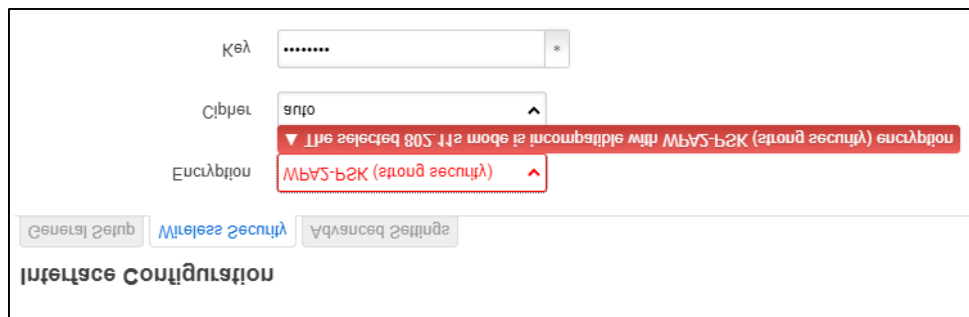 Interface Configuration
General Setup Wireless Security Advanced Settings
Encryption WPA2-PSK (strong security)
▲ The selected 802.11s mode is incompatible with WPA2-PSK (strong security) encryption
Cipher auto
Key •••••••• *